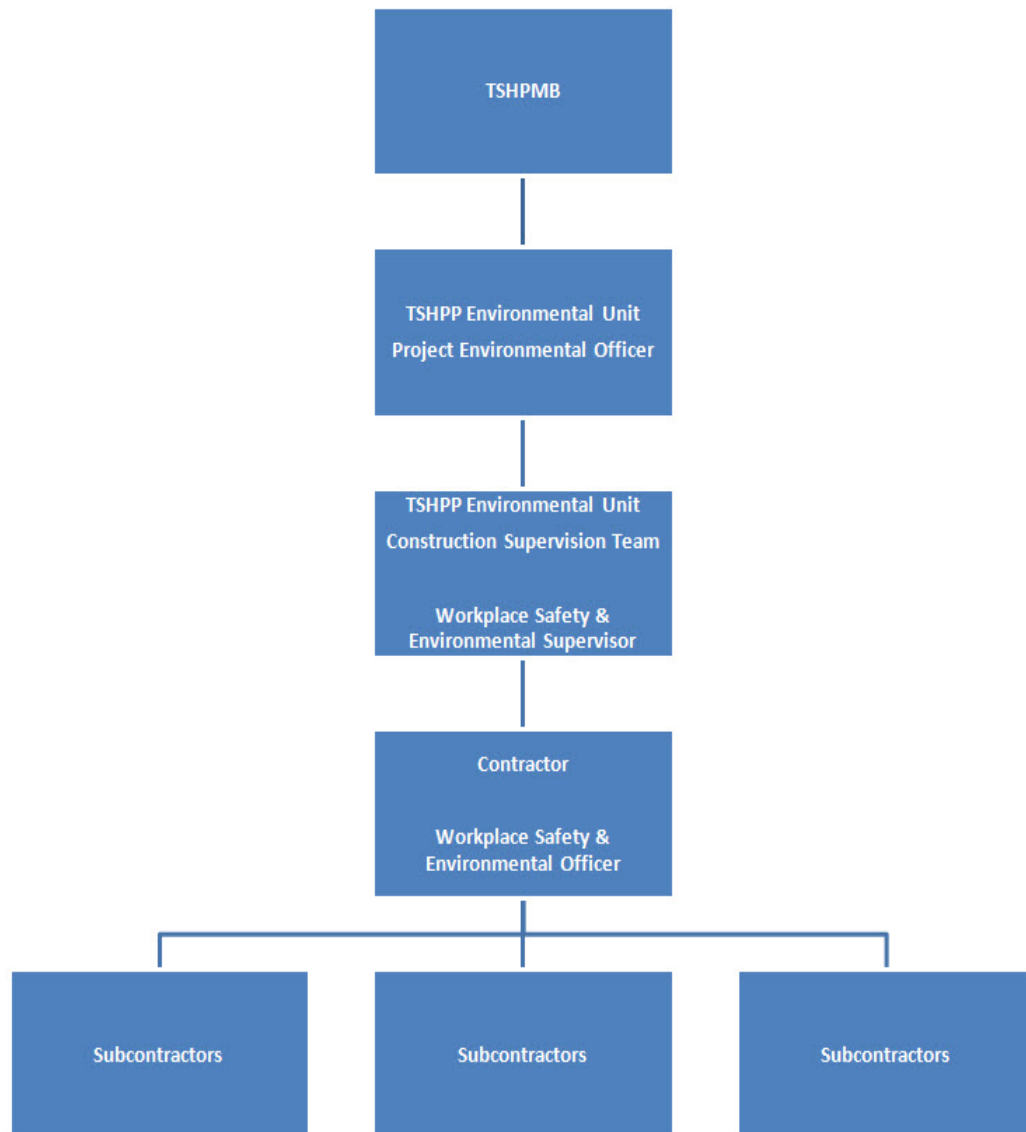 TSHPMB
TSHPP Environmental Unit
Project Environmental Officer
TSHPP Environmental Unit
Construction Supervision Team
Workplace Safety &
Environmental Supervisor
Contractor
Workplace Safety &
Environmental Officer
Subcontractors
Subcontractors
Subcontractors